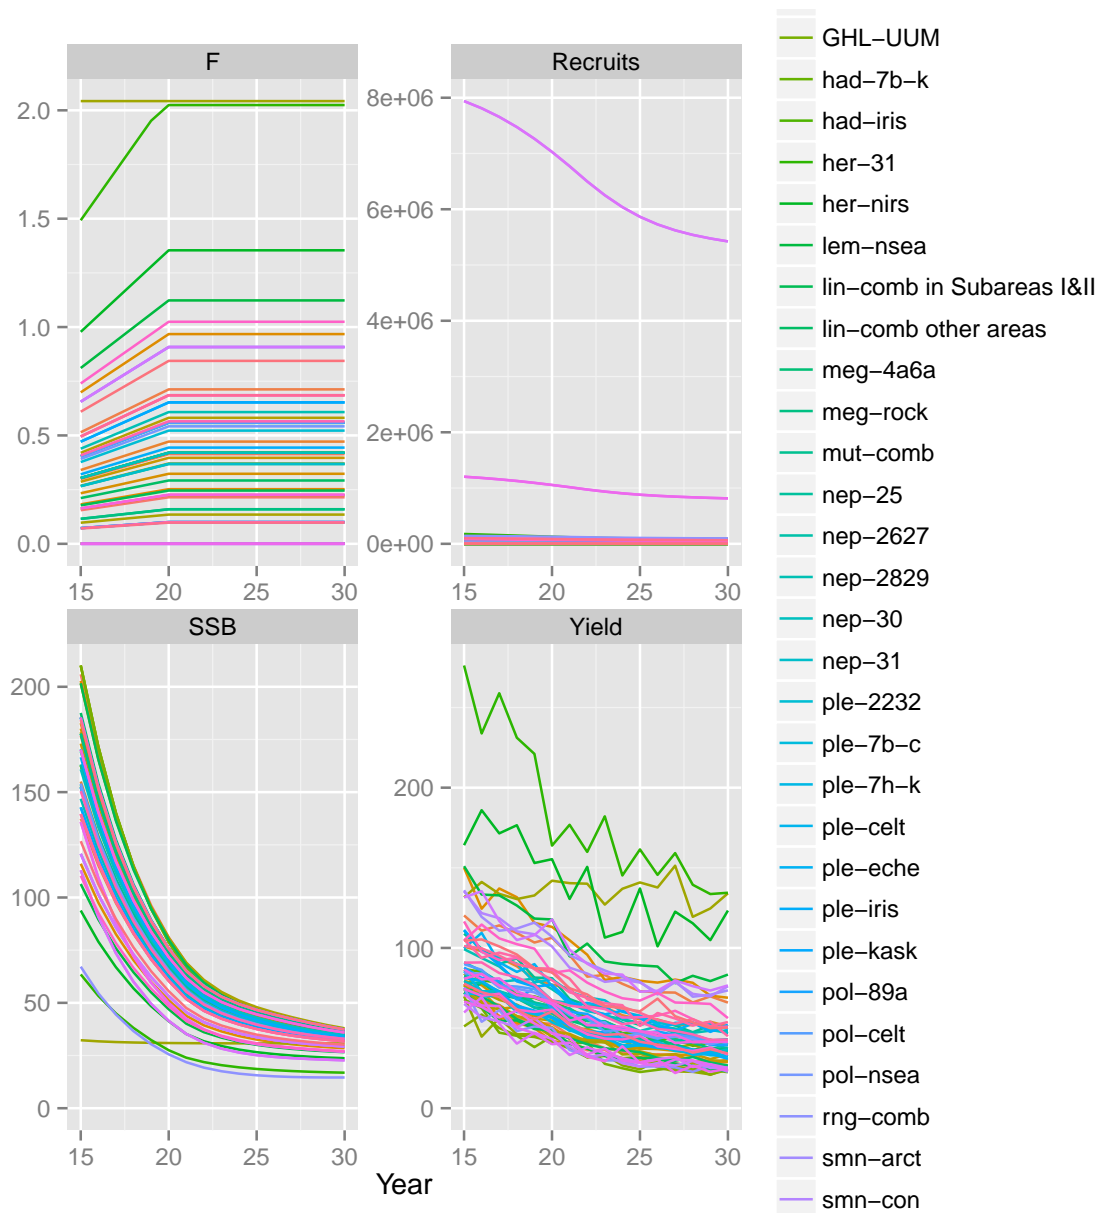 F
Recruits
2.0
1.5
1.0
0.5
0.0
8e+06
6e+06
4e+06
2e+06
0e+00
15 20 25 30
15 20 25 30
SSB
Yield
200
150
100
50
0
200
100
0
15 20 25 30
15 20 25 30
Year
GHL−UUM
had−7b−k
had−iris
her−31
her−nirs
lem−nsea
lin−comb in Subareas I&II
lin−comb other areas
meg−4a6a
meg−rock
mut−comb
nep−25
nep−2627
nep−2829
nep−30
nep−31
ple−2232
ple−7b−c
ple−7h−k
ple−celt
ple−eche
ple−iris
ple−kask
pol−89a
pol−celt
pol−nsea
rng−comb
smn−arct
smn−con